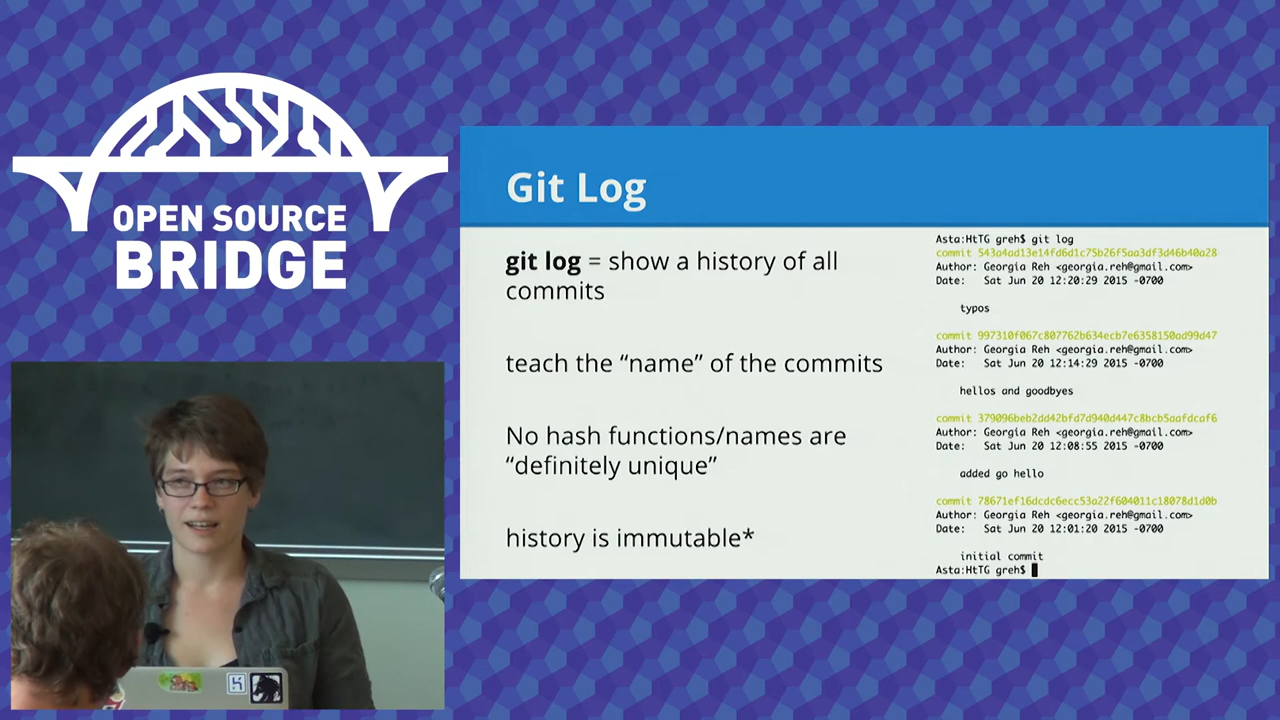 OPEN SOURCE
BRIDGE
Git Log
git log = show a history of all
commits
teach the “name” of the commits
No hash functions/names are
“definitely unique”
history is immutable*
Asta:HtTG greh$ git log
commit 543a4ad13e14fd6d1c75b26f5aa3df3d46b40a28
Author: Georgia Reh <georgia.reh@gmail.com>
Date: Sat Jun 20 12:20:29 2015 -0700
typos
commit 997310f067c807762b634ecb7e6358150ad99d47
Author: Georgia Reh <georgia.reh@gmail.com>
Date: Sat Jun 20 12:14:29 2015 -0700
hellos and goodbyes
commit 379096beb2dd42bfd7d940d447c8bcb5aafdcaf6
Author: Georgia Reh <georgia.reh@gmail.com>
Date: Sat Jun 20 12:08:55 2015 -0700
added go hello
commit 78671ef16dcdc6ecc53a22f604011c18078d1d0b
Author: Georgia Reh <georgia.reh@gmail.com>
Date: Sat Jun 20 12:01:20 2015 -0700
initial commit
Asta:HtTG greh$